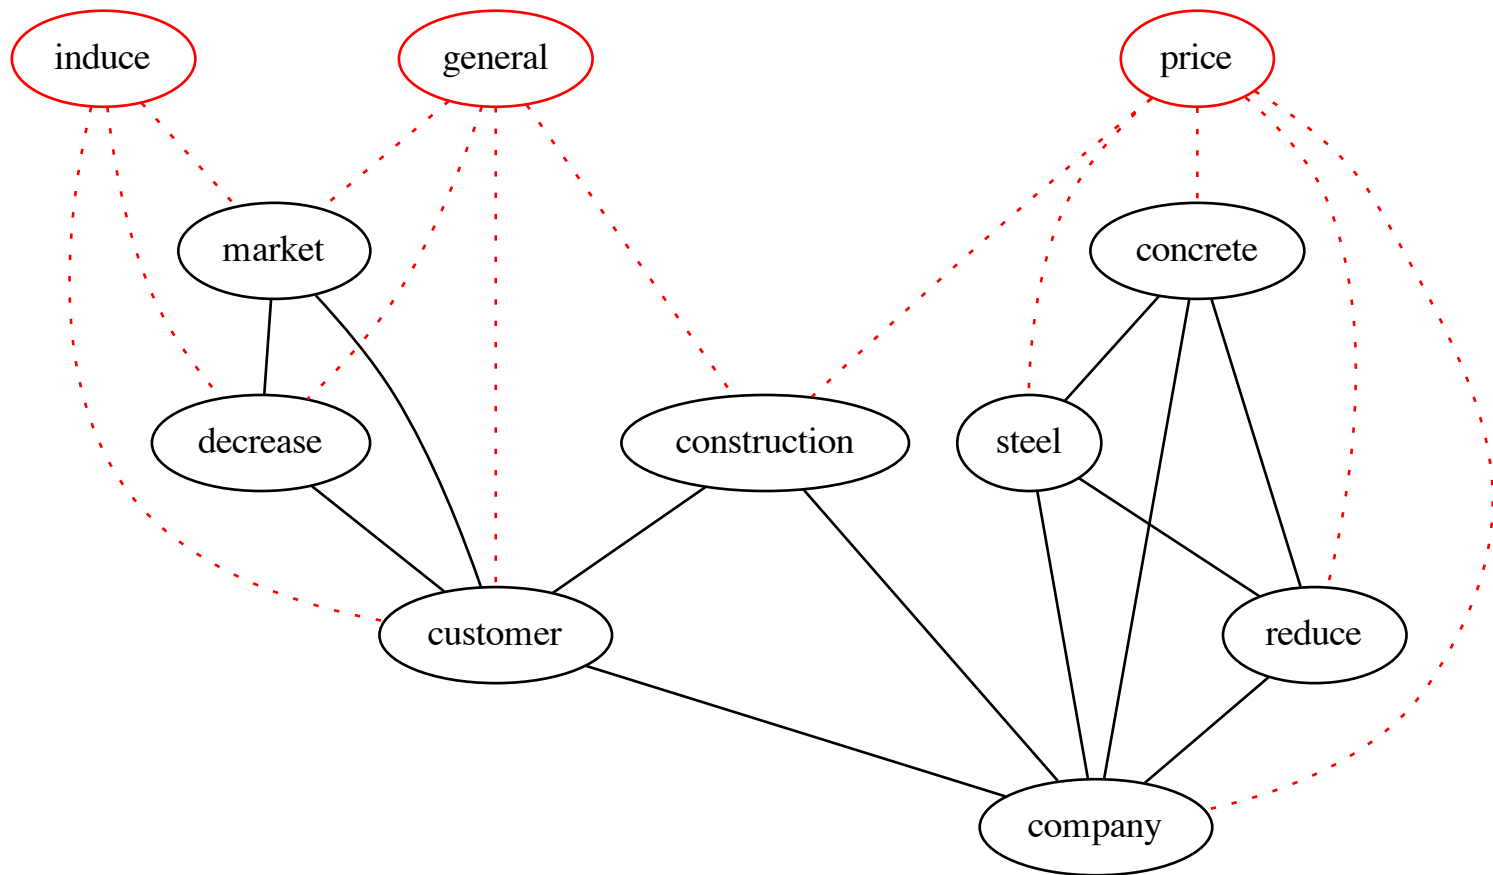 induce
general
price
market
concrete
decrease
construction
steel
customer
reduce
company